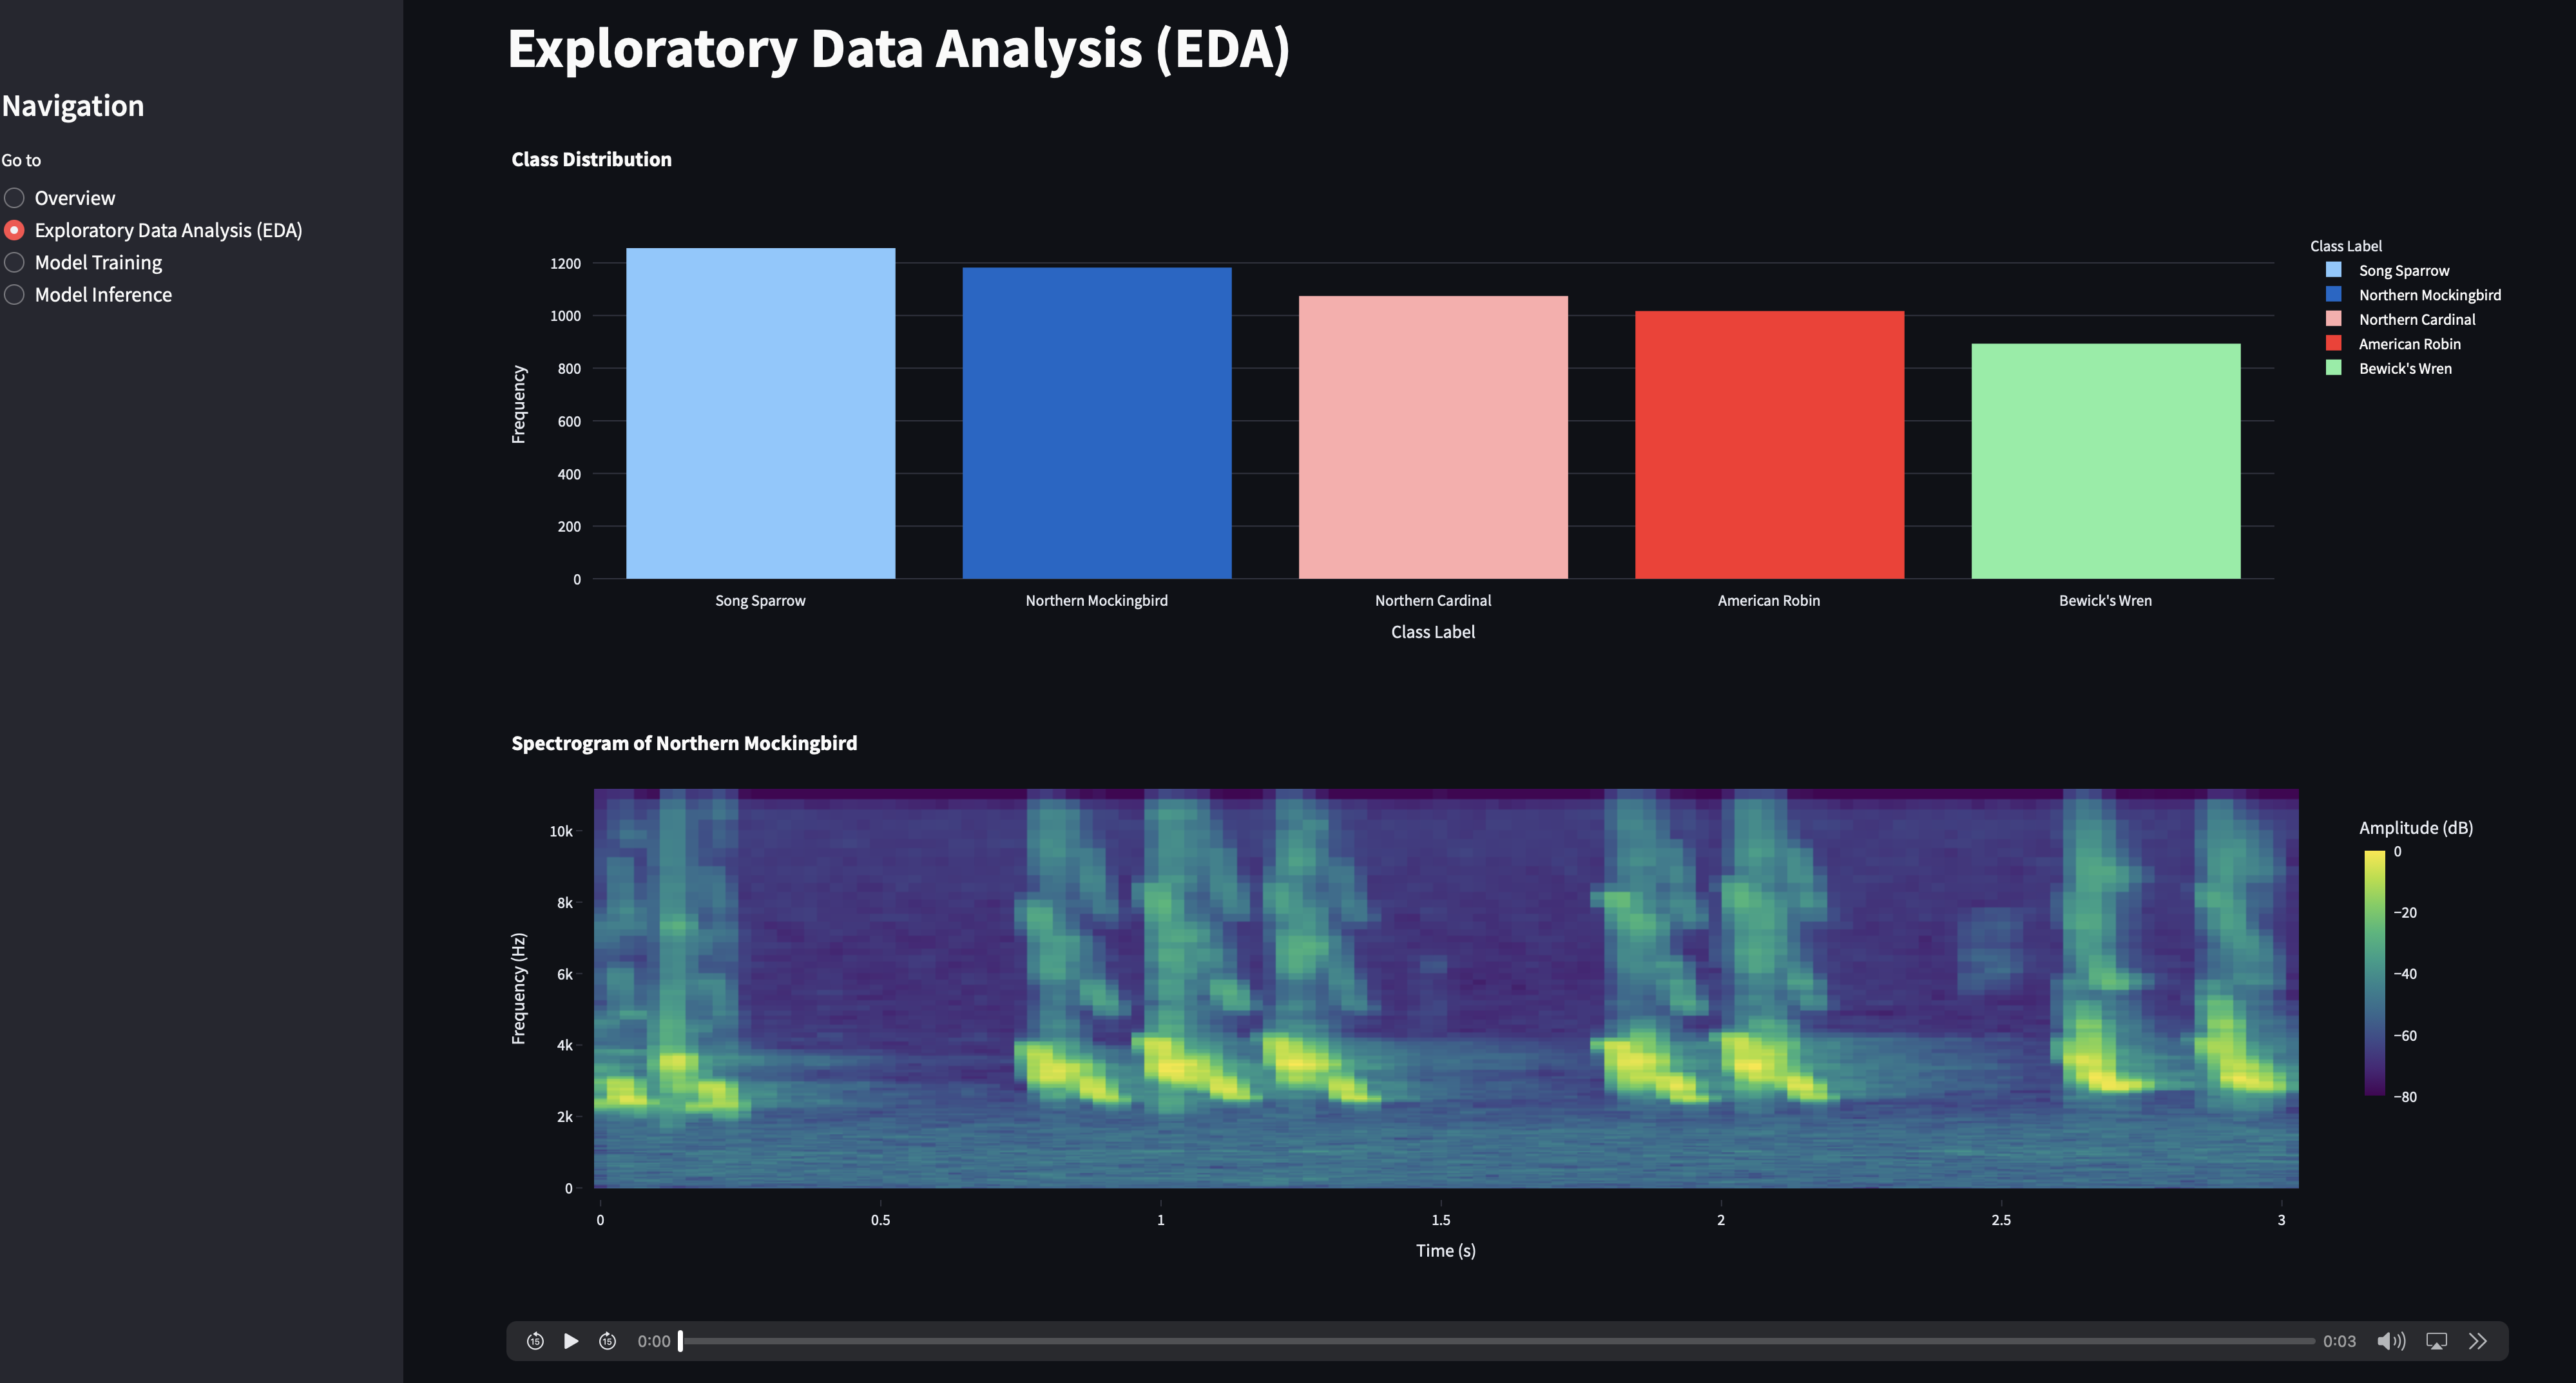 Navigation
Go to
Overview
Exploratory Data Analysis (EDA)
Model Training
Model Inference
Exploratory Data Analysis (EDA)
Class Distribution
Frequency
1200
1000
800
600
400
200
0
Song Sparrow
Northern Mockingbird
Northern Cardinal
American Robin
Bewick's Wren
Class Label
Class Label
Song Sparrow
Northern Mockingbird
Northern Cardinal
American Robin
Bewick's Wren
Spectrogram of Northern Mockingbird
Frequency (Hz)
10k
8k
6k
4k
2k
0
0
0.5
1
1.5
2
2.5
3
Time (s)
Amplitude (dB)
0
−20
−40
−60
−80
15
15
0:00
0:03